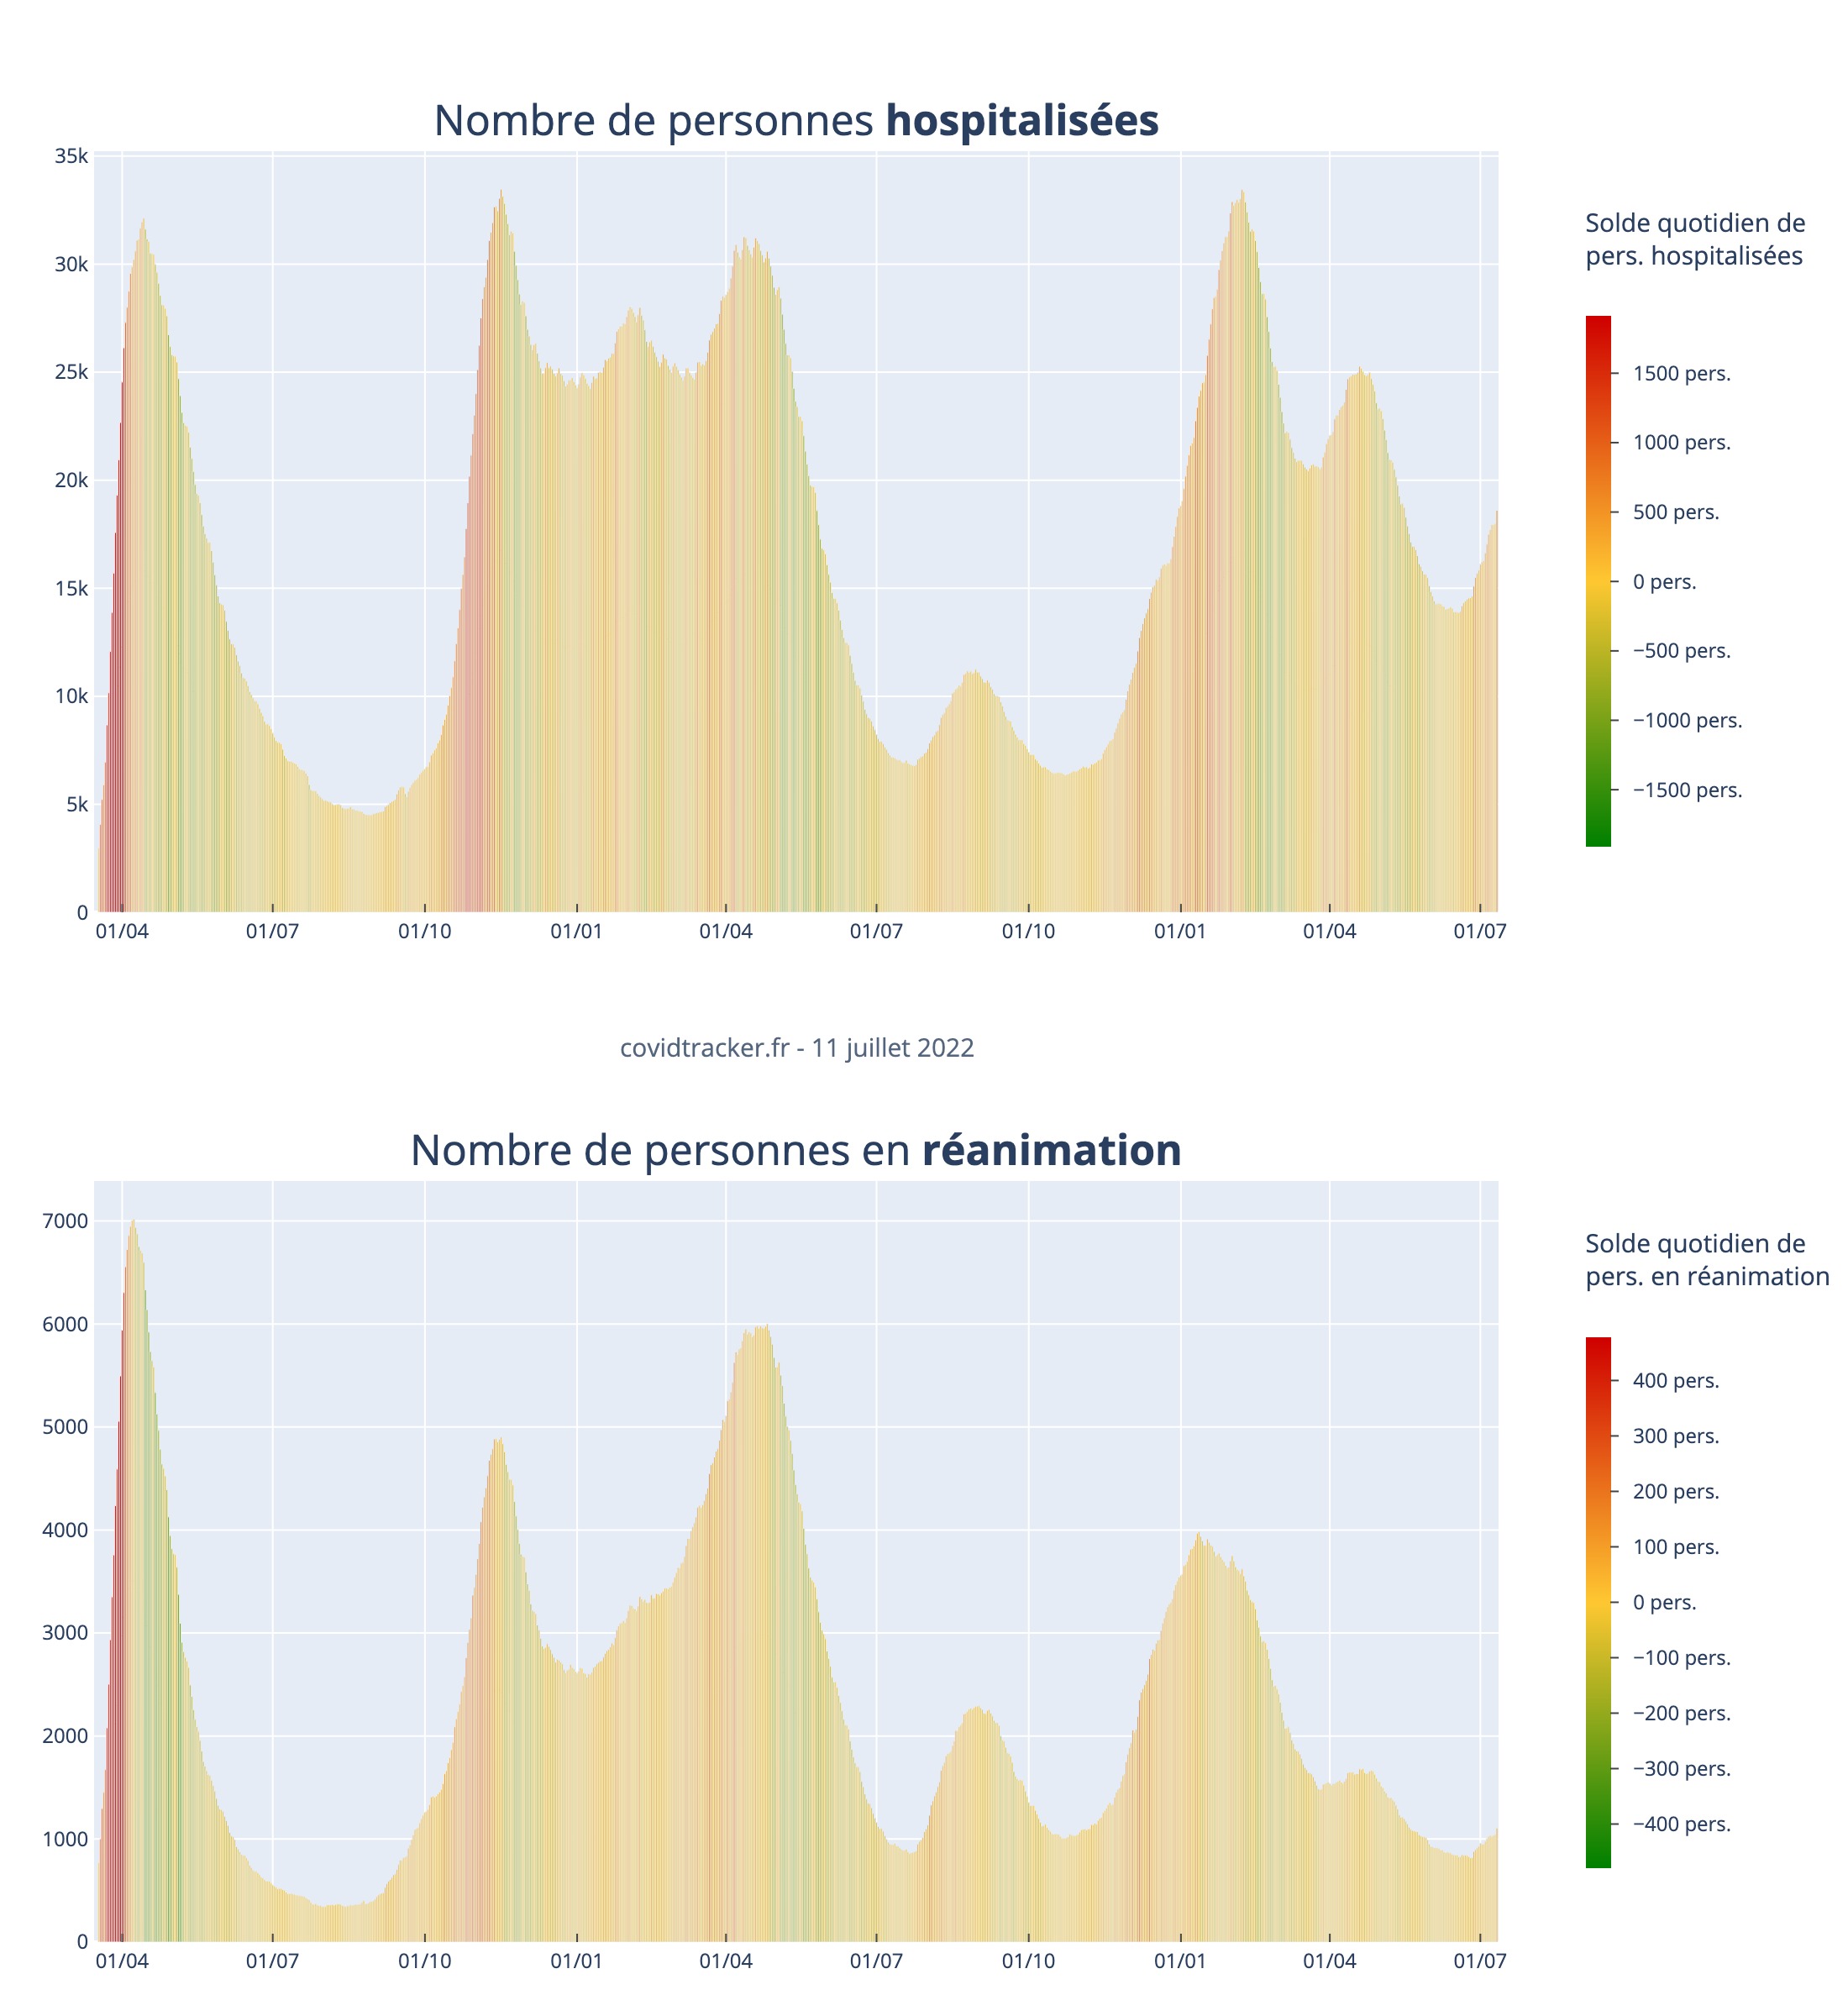 Nombre de personnes hospitalisées
35k
30k
25k
20k
15k
10k
5k
0
01/04 01/07 01/10 01/01 01/04 01/07 01/10 01/01 01/04 01/07
Solde quotidien de
pers. hospitalisées
1500 pers.
1000 pers.
500 pers.
0 pers.
−500 pers.
−1000 pers.
−1500 pers.
covidtracker.fr - 11 juillet 2022
Nombre de personnes en réanimation
7000
6000
5000
4000
3000
2000
1000
0
01/04 01/07 01/10 01/01 01/04 01/07 01/10 01/01 01/04 01/07
Solde quotidien de
pers. en réanimation
400 pers.
300 pers.
200 pers.
100 pers.
0 pers.
−100 pers.
−200 pers.
−300 pers.
−400 pers.